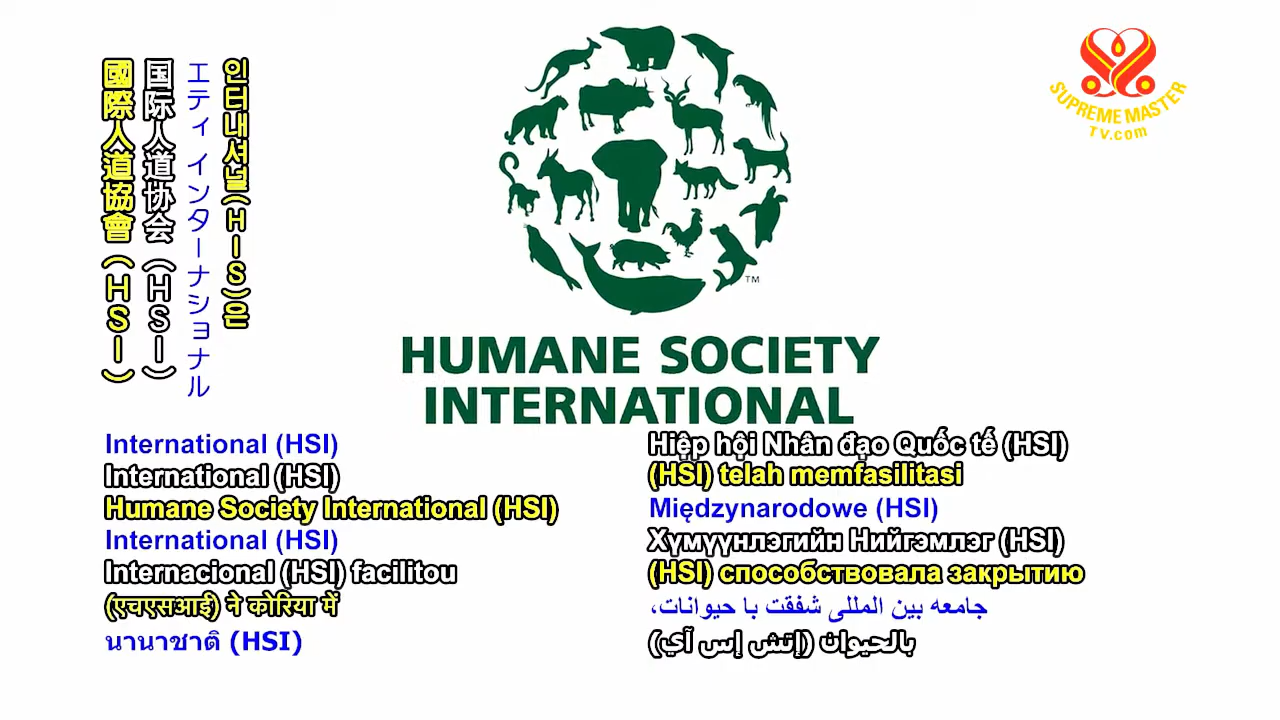 國際人道協會（HSI）
国际人道协会（HSI）
エティ インターナショナル
인터내셔널(HSI)은
SUPREME MASTER
TV.com
TM
HUMANE SOCIETY
INTERNATIONAL
International (HSI)
International (HSI)
Humane Society International (HSI)
International (HSI)
Internacional (HSI) facilitou
(एचएसआई) ने कोरिया में
นานาชาติ (HSI)
Hiệp hội Nhân đạo Quốc tế (HSI)
(HSI) telah memfasilitasi
Międzynarodowe (HSI)
Хүмүүнлэгийн Нийгэмлэг (HSI)
(HSI) способствовала закрытию
جامعه بین المللی شفقت با حیوانات،
بالحيوان (إتش إس آي)